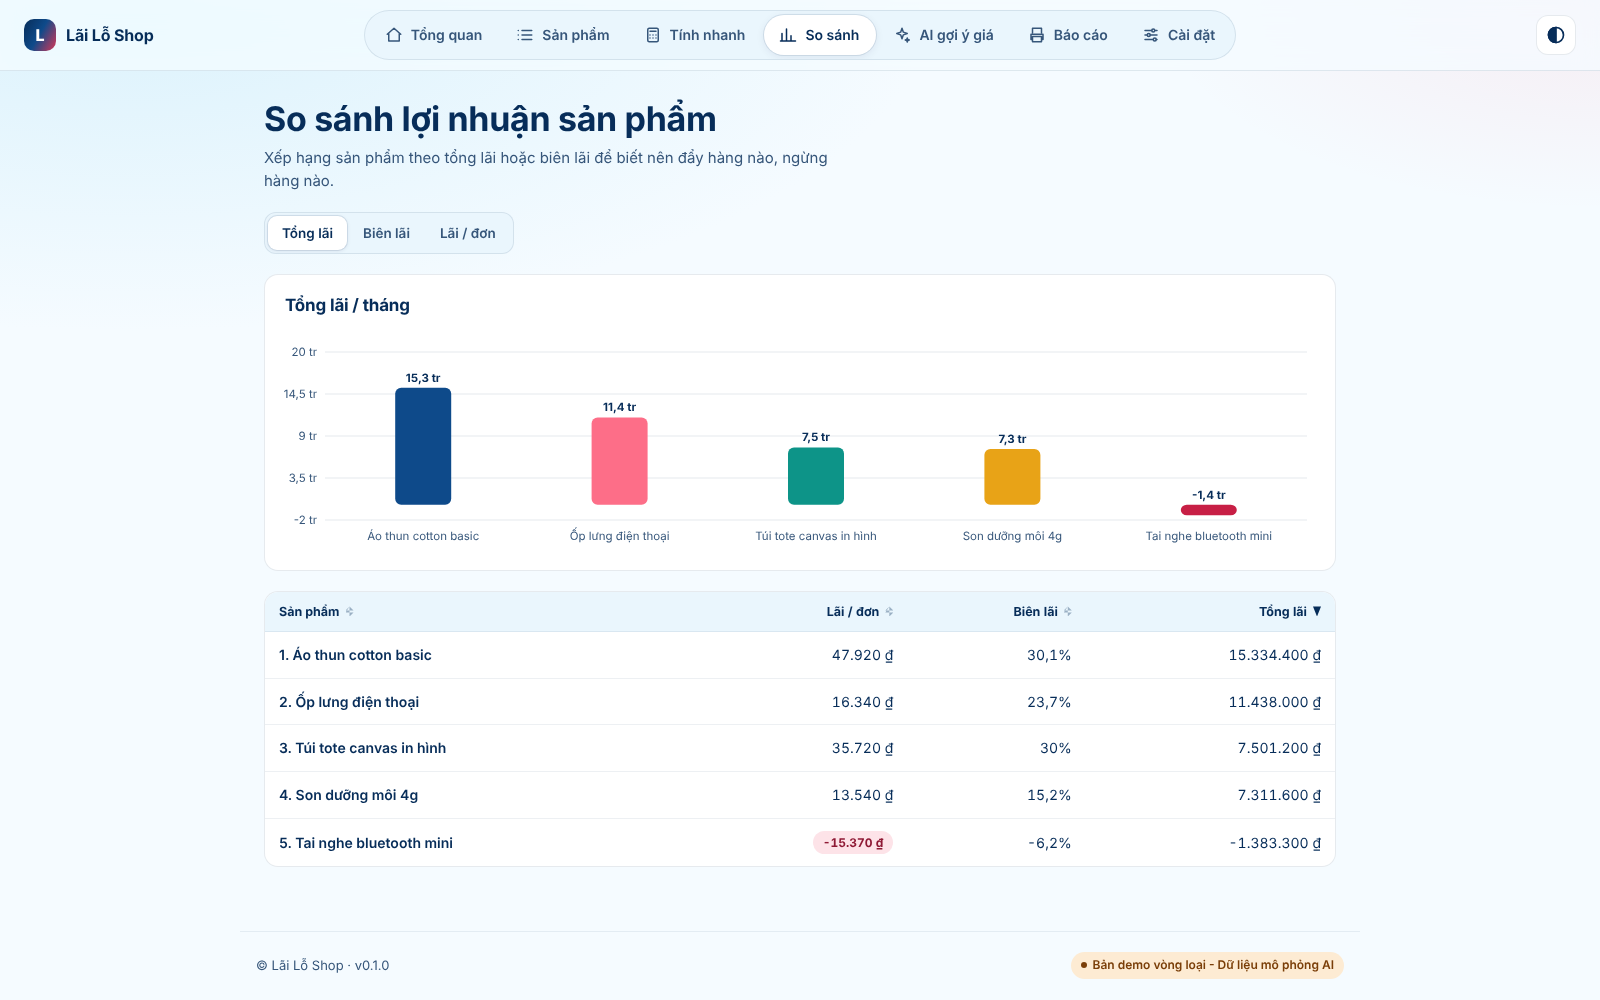 L Lãi Lỗ Shop
Tổng quan Sản phẩm Tính nhanh So sánh AI gợi ý giá Báo cáo Cài đặt
So sánh lợi nhuận sản phẩm
Xếp hạng sản phẩm theo tổng lãi hoặc biên lãi để biết nên đẩy hàng nào, ngừng
hàng nào.
Tổng lãi Biên lãi Lãi / đơn
Tổng lãi / tháng
20 tr
15,3 tr
14,5 tr
11,4 tr
9 tr
7,5 tr
7,3 tr
3,5 tr
-1,4 tr
-2 tr
Áo thun cotton basic Ốp lưng điện thoại Túi tote canvas in hình Son dưỡng môi 4g Tai nghe bluetooth mini
Sản phẩm Lãi / đơn Biên lãi Tổng lãi
1. Áo thun cotton basic 47.920 ₫ 30,1% 15.334.400 ₫
2. Ốp lưng điện thoại 16.340 ₫ 23,7% 11.438.000 ₫
3. Túi tote canvas in hình 35.720 ₫ 30% 7.501.200 ₫
4. Son dưỡng môi 4g 13.540 ₫ 15,2% 7.311.600 ₫
5. Tai nghe bluetooth mini -15.370 ₫ -6,2% -1.383.300 ₫
© Lãi Lỗ Shop · v0.1.0
Bản demo vòng loại - Dữ liệu mô phỏng AI